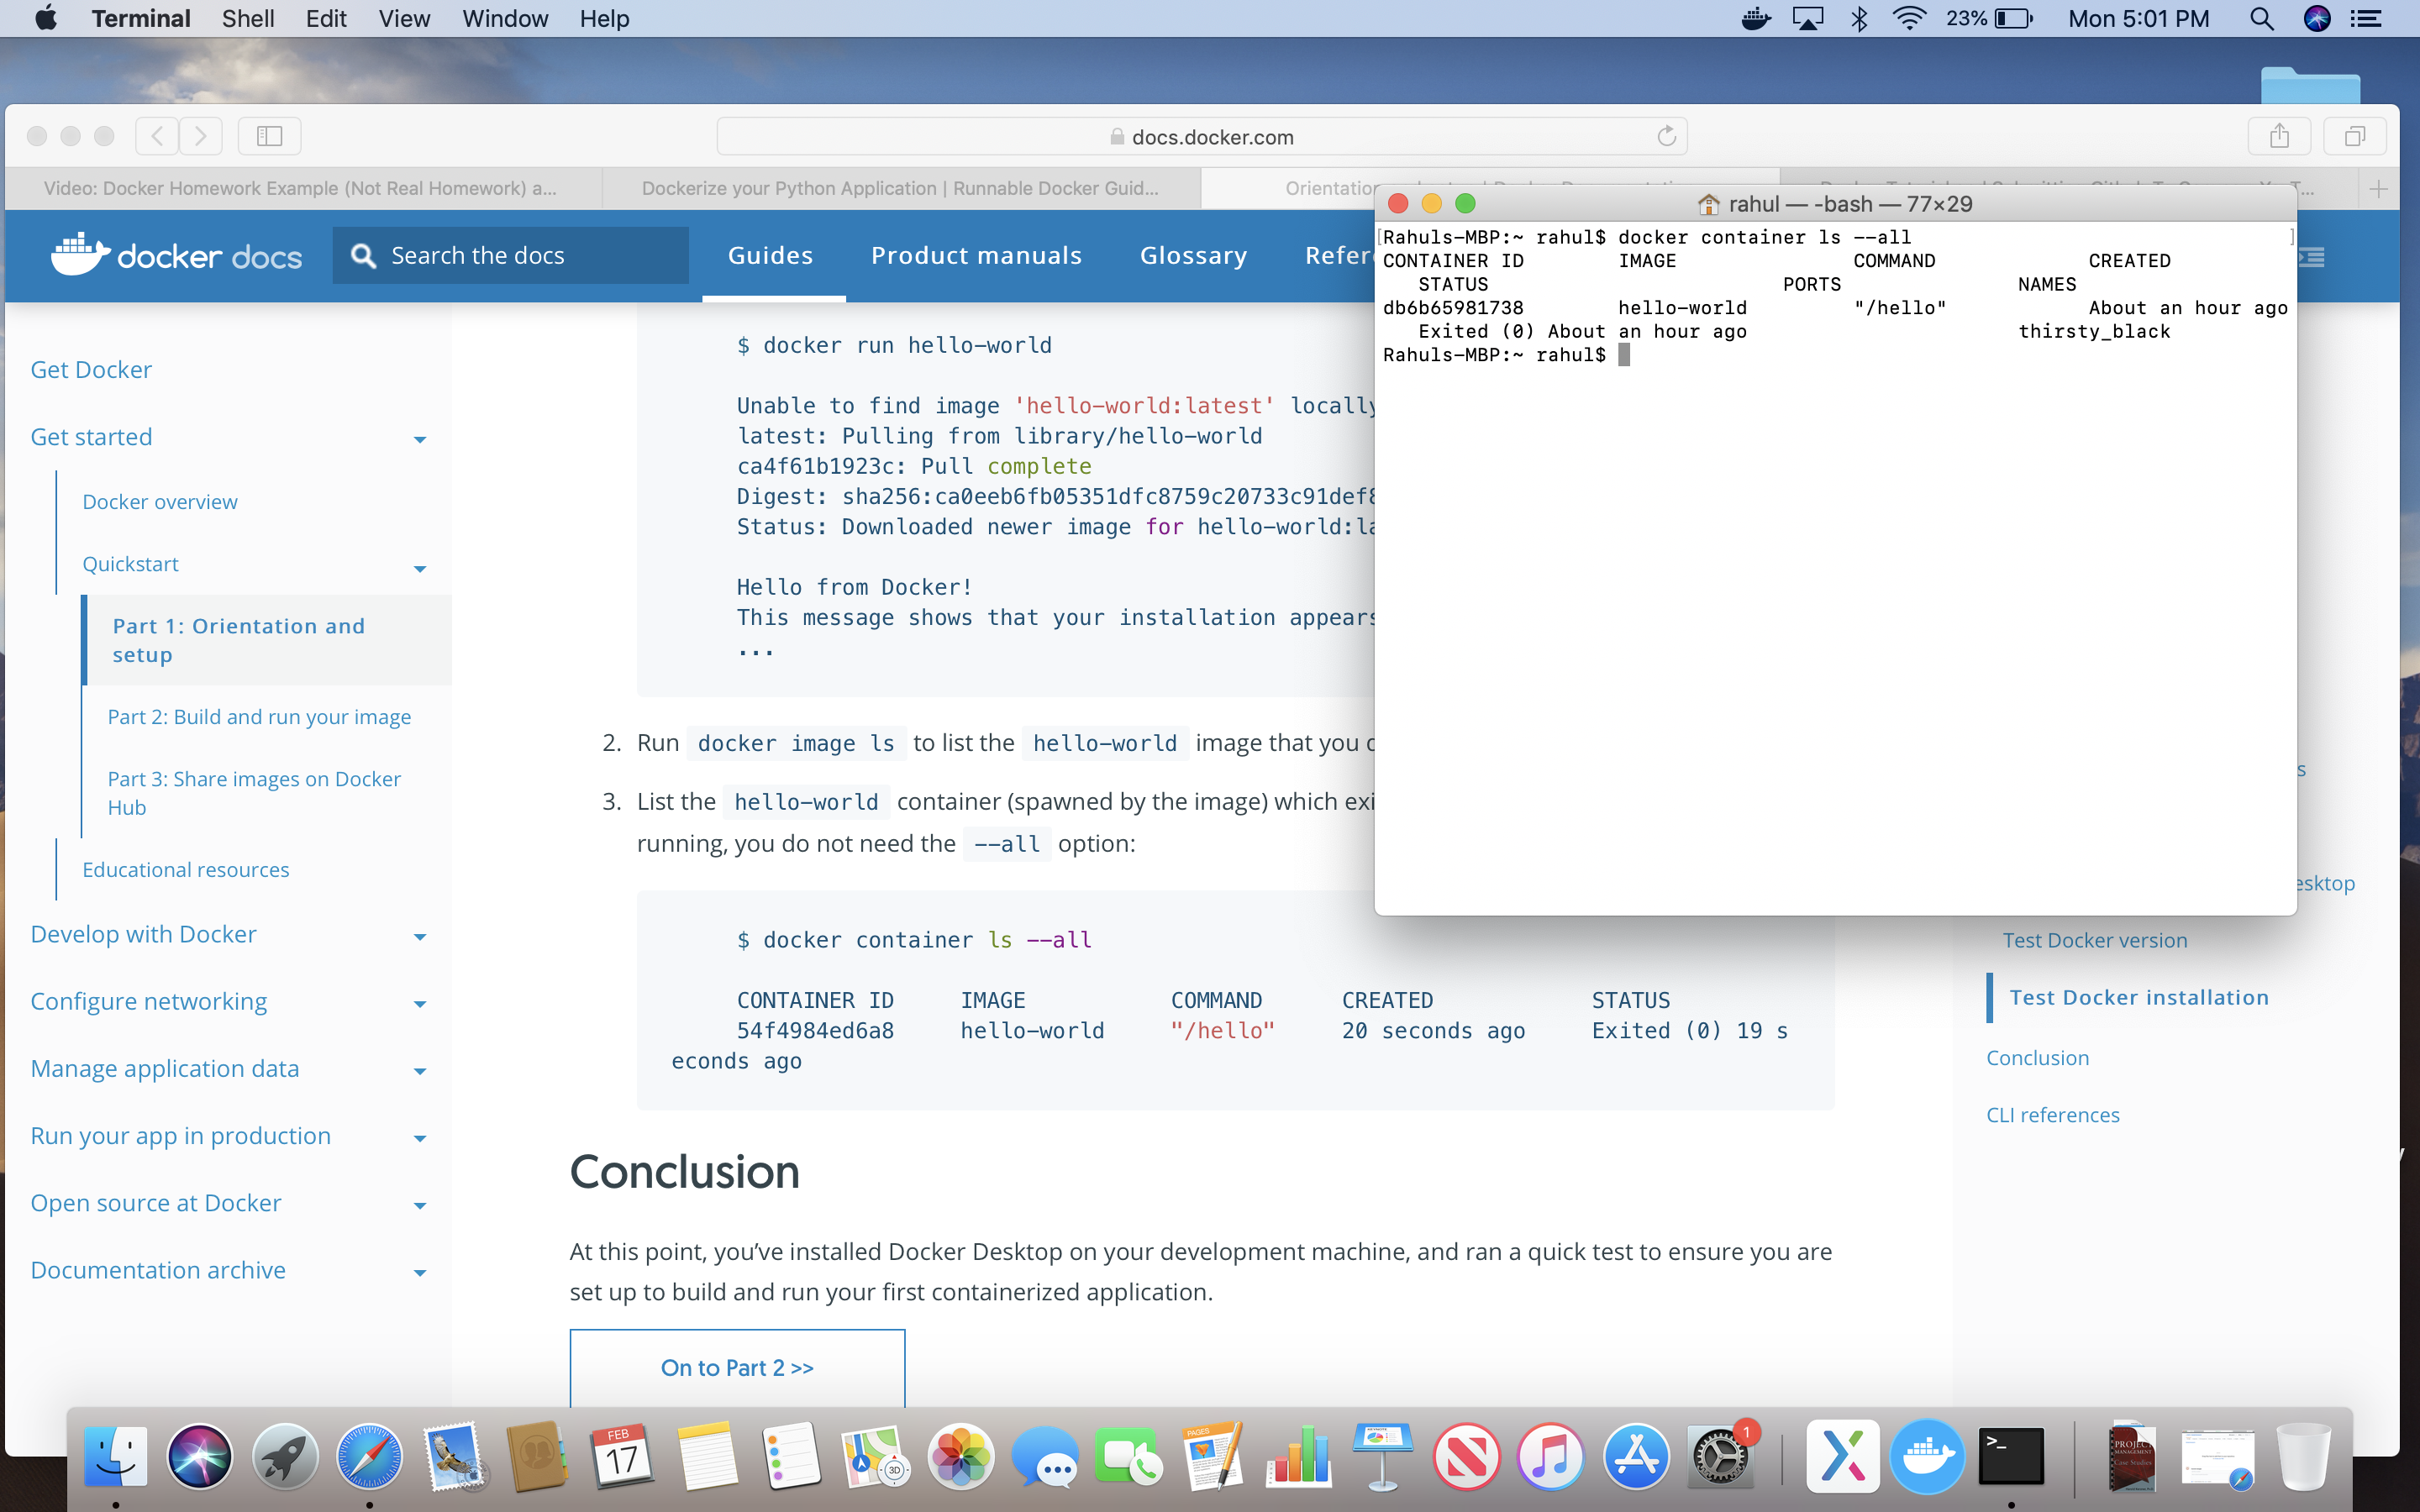 Terminal Shell Edit View Window Help 23% Mon 5:01 PM
docs.docker.com
Video: Docker Homework Example (Not Real Homework) a... Dockerize your Python Application | Runnable Docker Guid...
docker docs Search the docs Guides Product manuals Glossary
Get Docker
Get started
Docker overview
Quickstart
Part 1: Orientation and
setup
Part 2: Build and run your image
Part 3: Share images on Docker
Hub
Educational resources
Develop with Docker
Configure networking
Manage application data
Run your app in production
Open source at Docker
Documentation archive
$ docker run hello-world
Unable to find image 'hello-world:latest' locally
latest: Pulling from library/hello-world
ca4f61b1923c: Pull complete
Digest: sha256:ca0eeb6fb05351dfc8759c20733c91def8
Status: Downloaded newer image for hello-world:la
Hello from Docker!
This message shows that your installation appears
...
2. Run docker image ls to list the hello-world image that you
3. List the hello-world container (spawned by the image) which exi
running, you do not need the --all option:
$ docker container ls --all
CONTAINER ID IMAGE COMMAND CREATED STATUS
54f4984ed6a8 hello-world "/hello" 20 seconds ago Exited (0) 19 s
econds ago
Conclusion
At this point, you’ve installed Docker Desktop on your development machine, and ran a quick test to ensure you are
set up to build and run your first containerized application.
On to Part 2 >>
rahul — -bash — 77×29
[Rahuls-MBP:~ rahul$ docker container ls --all ]
CONTAINER ID IMAGE COMMAND CREATED
STATUS PORTS NAMES
db6b65981738 hello-world "/hello" About an hour ago
Exited (0) About an hour ago thirsty_black
Rahuls-MBP:~ rahul$
esktop
Test Docker version
Test Docker installation
Conclusion
CLI references
FEB
17
PAGES
3D
1
>_
PROJECT
MANAGEMENT
Case Studies